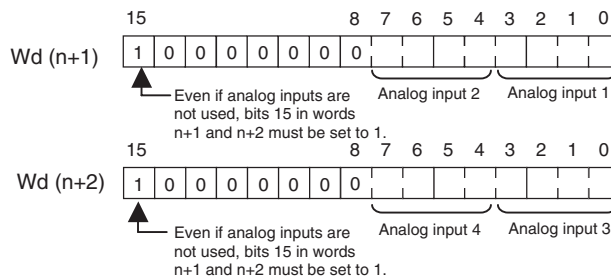 15 8 7 6 5 4 3 2 1 0
Wd (n+1) 1 0 0 0 0 0 0 0
Analog input 2 Analog input 1
Even if analog inputs are
not used, bits 15 in words
n+1 and n+2 must be set to 1.
15 8 7 6 5 4 3 2 1 0
Wd (n+2) 1 0 0 0 0 0 0 0
Analog input 4 Analog input 3
Even if analog inputs are
not used, bits 15 in words
n+1 and n+2 must be set to 1.